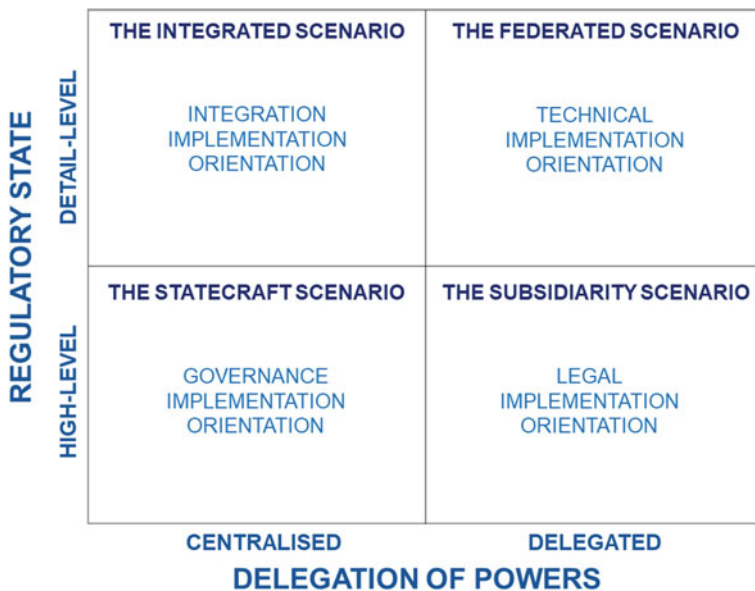 THE INTEGRATED SCENARIO
THE FEDERATED SCENARIO
REGULATORY STATE
DETAIL-LEVEL
INTEGRATION
IMPLEMENTATION
ORIENTATION
TECHNICAL
IMPLEMENTATION
ORIENTATION
THE STATECRAFT SCENARIO
THE SUBSIDIARITY SCENARIO
HIGH-LEVEL
GOVERNANCE
IMPLEMENTATION
ORIENTATION
LEGAL
IMPLEMENTATION
ORIENTATION
CENTRALISED
DELEGATED
DELEGATION OF POWERS